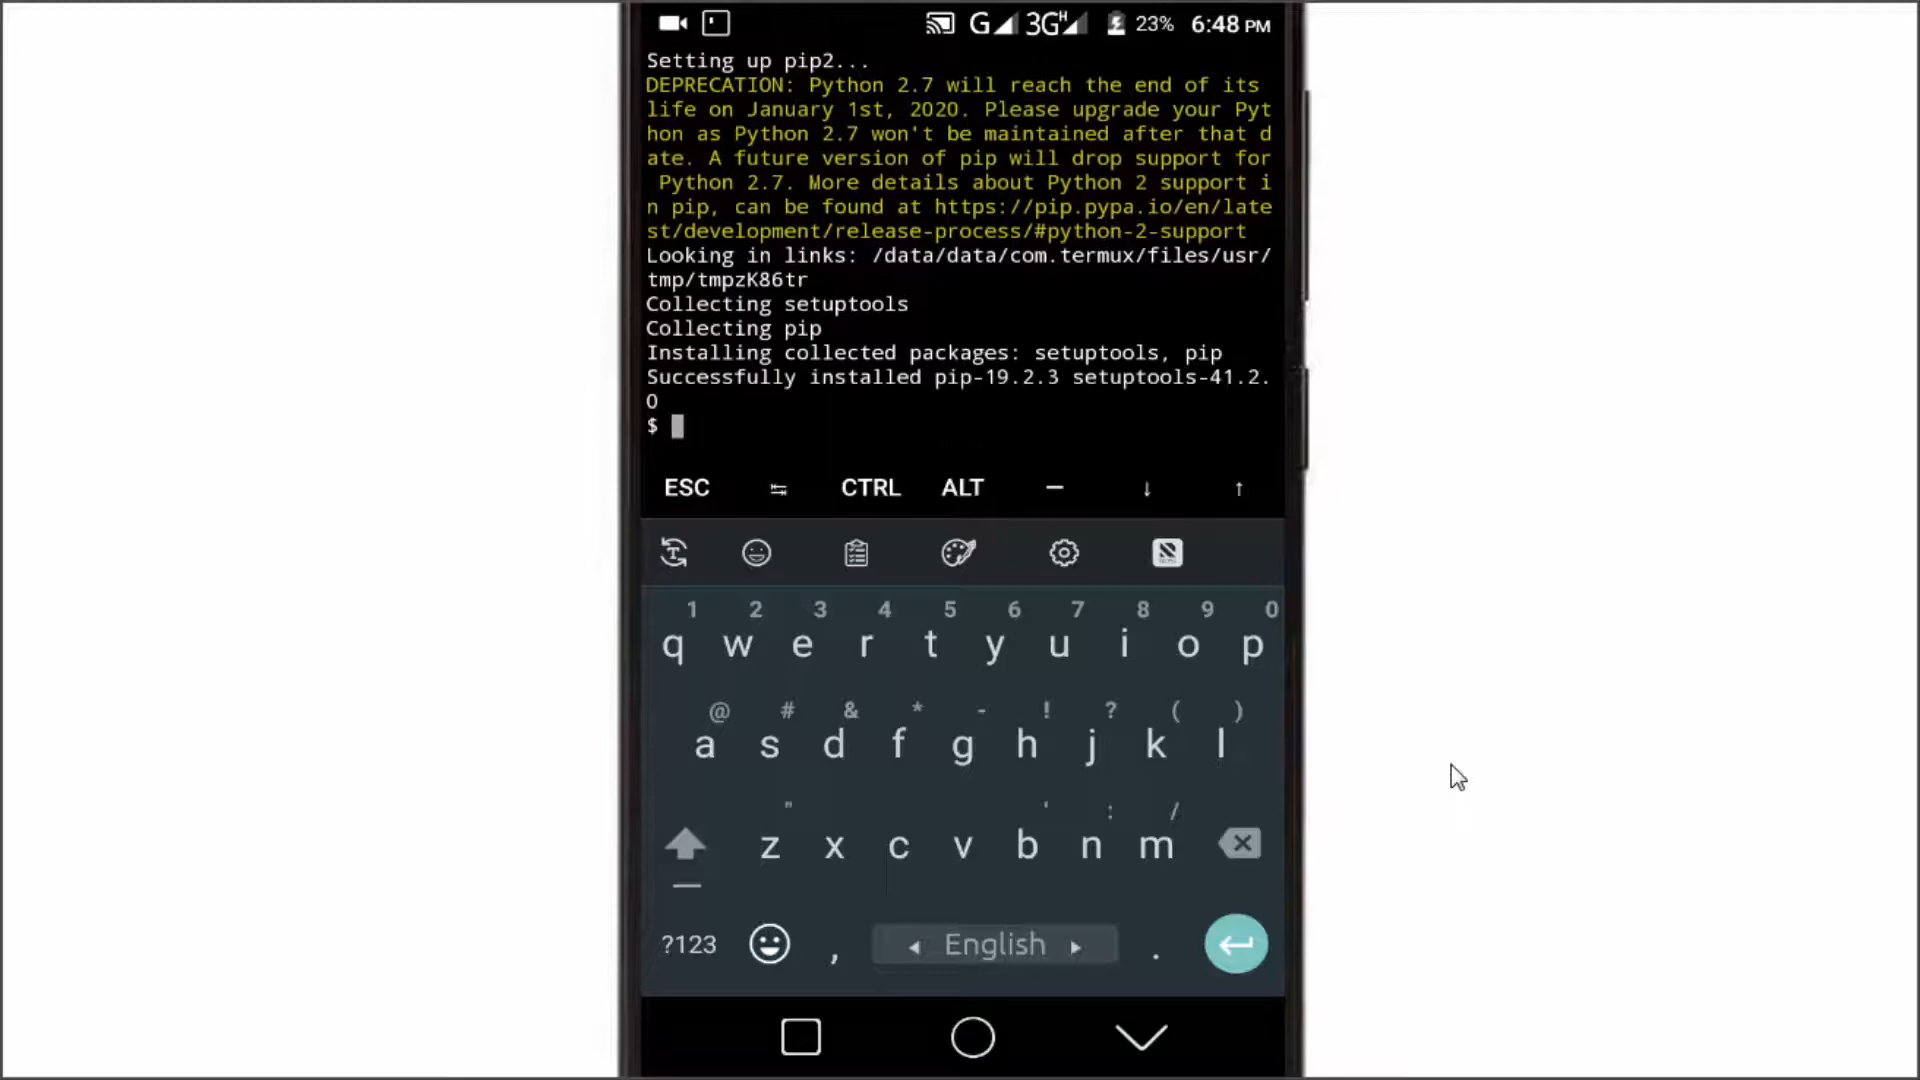 G 3G H 23% 6:48 PM
Setting up pip2...
DEPRECATION: Python 2.7 will reach the end of its
life on January 1st, 2020. Please upgrade your Pyt
hon as Python 2.7 won't be maintained after that d
ate. A future version of pip will drop support for
Python 2.7. More details about Python 2 support i
n pip, can be found at https://pip.pypa.io/en/late
st/development/release-process/#python-2-support
Looking in links: /data/data/com.termux/files/usr/
tmp/tmpzK86tr
Collecting setuptools
Collecting pip
Installing collected packages: setuptools, pip
Successfully installed pip-19.2.3 setuptools-41.2.
0
$
ESC CTRL ALT — ↓ ↑
1 2 3 4 5 6 7 8 9 0
q w e r t y u i o p
@ # & * - ! ? ( )
a s d f g h j k l
" ' : /
z x c v b n m
?123 , English .